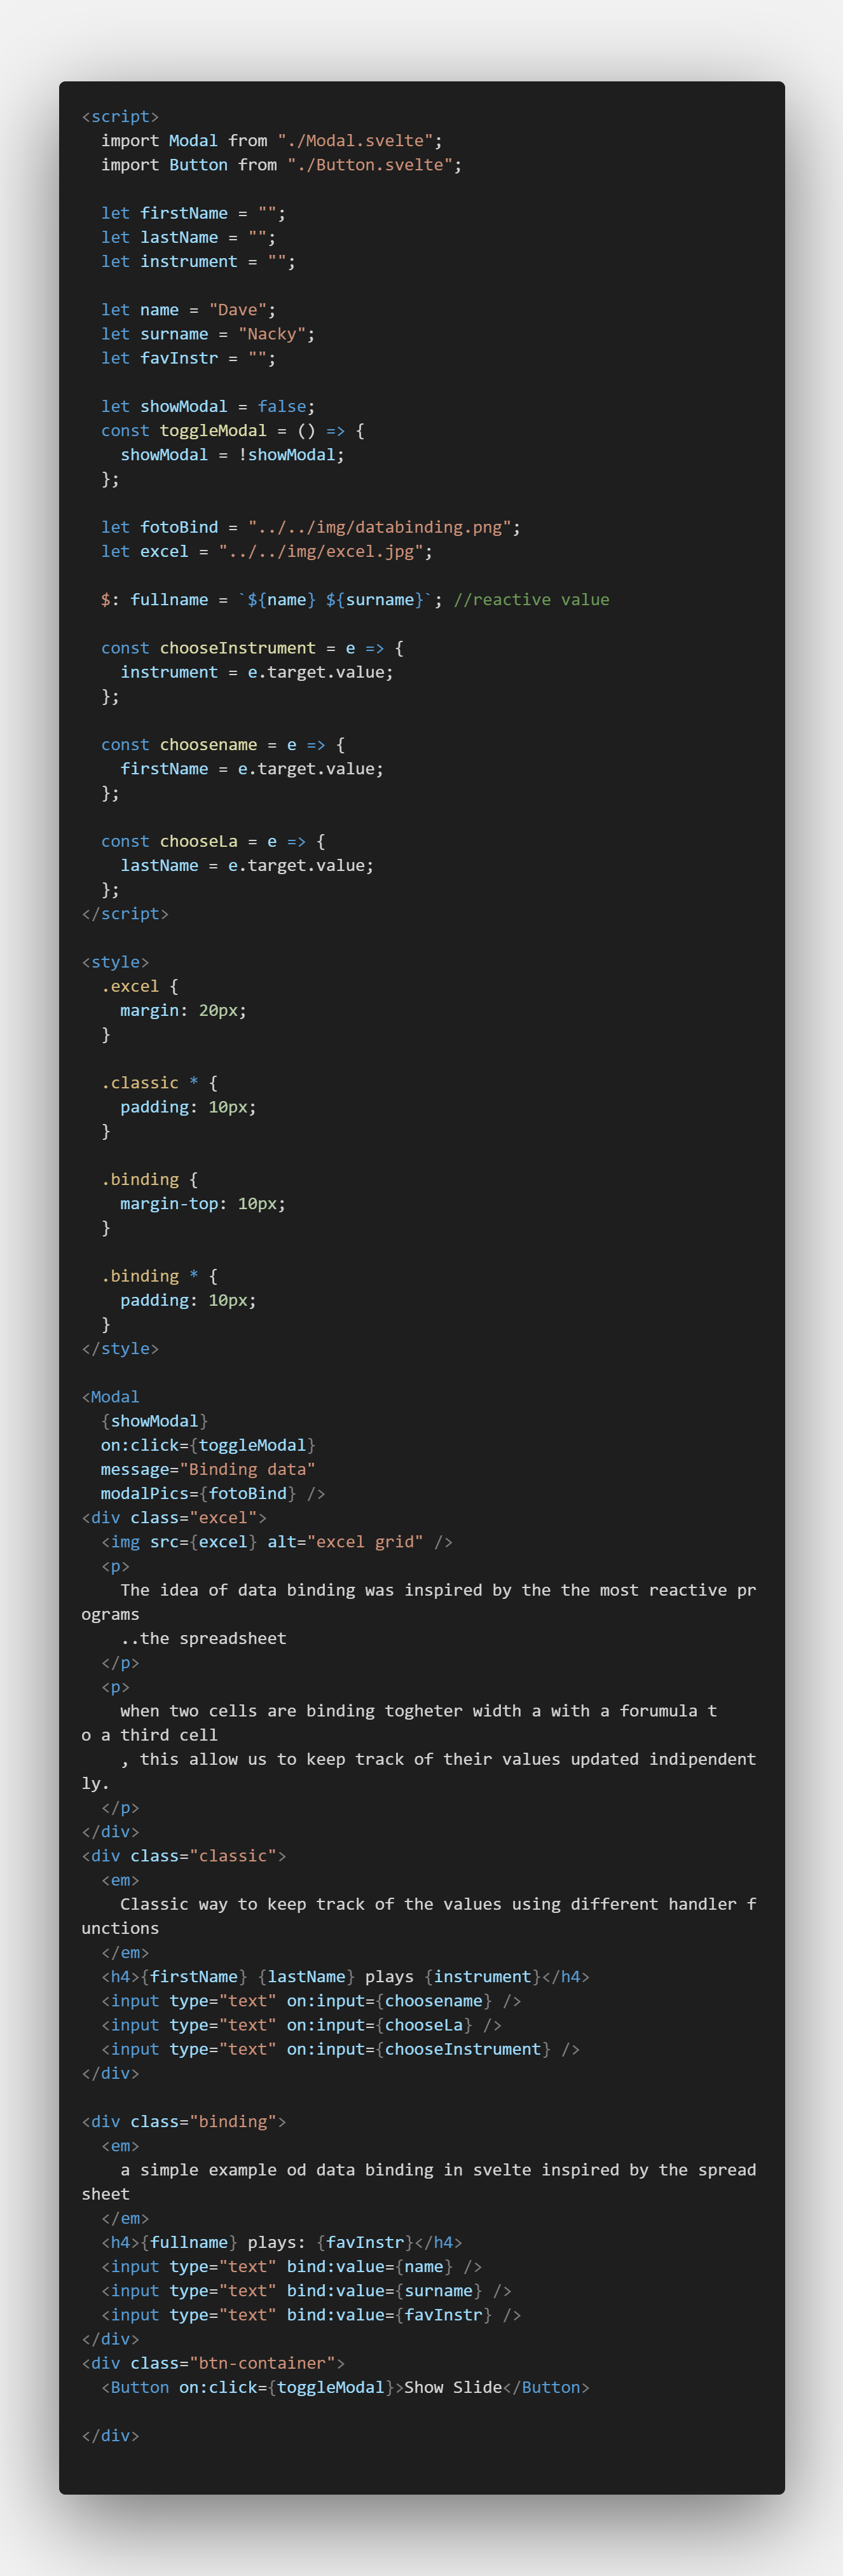 <script>
  import Modal from "./Modal.svelte";
  import Button from "./Button.svelte";

  let firstName = "";
  let lastName = "";
  let instrument = "";

  let name = "Dave";
  let surname = "Nacky";
  let favInstr = "";

  let showModal = false;
  const toggleModal = () => {
    showModal = !showModal;
  };

  let fotoBind = "../../img/databinding.png";
  let excel = "../../img/excel.jpg";

  $: fullname = `${name} ${surname}`; //reactive value

  const chooseInstrument = e => {
    instrument = e.target.value;
  };

  const choosename = e => {
    firstName = e.target.value;
  };

  const chooseLa = e => {
    lastName = e.target.value;
  };
</script>

<style>
  .excel {
    margin: 20px;
  }

  .classic * {
    padding: 10px;
  }

  .binding {
    margin-top: 10px;
  }

  .binding * {
    padding: 10px;
  }
</style>

<Modal
  {showModal}
  on:click={toggleModal}
  message="Binding data"
  modalPics={fotoBind} />
<div class="excel">
  <img src={excel} alt="excel grid" />
  <p>
    The idea of data binding was inspired by the the most reactive pr
ograms
    ..the spreadsheet
  </p>
  <p>
    when two cells are binding togheter width a with a forumula t
o a third cell
    , this allow us to keep track of their values updated indipendent
ly.
  </p>
</div>
<div class="classic">
  <em>
    Classic way to keep track of the values using different handler f
unctions
  </em>
  <h4>{firstName} {lastName} plays {instrument}</h4>
  <input type="text" on:input={choosename} />
  <input type="text" on:input={chooseLa} />
  <input type="text" on:input={chooseInstrument} />
</div>

<div class="binding">
  <em>
    a simple example od data binding in svelte inspired by the spread
sheet
  </em>
  <h4>{fullname} plays: {favInstr}</h4>
  <input type="text" bind:value={name} />
  <input type="text" bind:value={surname} />
  <input type="text" bind:value={favInstr} />
</div>
<div class="btn-container">
  <Button on:click={toggleModal}>Show Slide</Button>

</div>